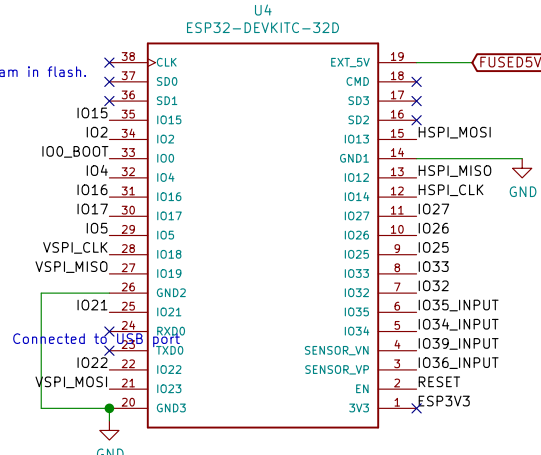 U4
ESP32-DEVKITC-32D
38 CLK EXT_5V 19 FUSED5V
am in flash. 37 SD0 CMD 18
36 SD1 SD3 17
IO15 35 IO15 SD2 16
IO2 34 IO2 IO13 15 HSPI_MOSI
IO0_BOOT 33 IO0 GND1 14
IO4 32 IO4 IO12 13 HSPI_MISO
IO16 31 IO16 IO14 12 HSPI_CLK
GND
IO17 30 IO17 IO27 11 IO27
IO5 29 IO5 IO26 10 IO26
VSPI_CLK 28 IO18 IO25 9 IO25
VSPI_MISO 27 IO19 IO33 8 IO33
26 GND2 IO32 7 IO32
IO21 25 IO21 IO35 6 IO35_INPUT
24 RXD0 IO34 5 IO34_INPUT
Connected to USB port
23 TXD0 SENSOR_VN 4 IO39_INPUT
IO22 22 IO22 SENSOR_VP 3 IO36_INPUT
VSPI_MOSI 21 IO23 EN 2 RESET
20 GND3 3V3 1 ESP3V3
GND